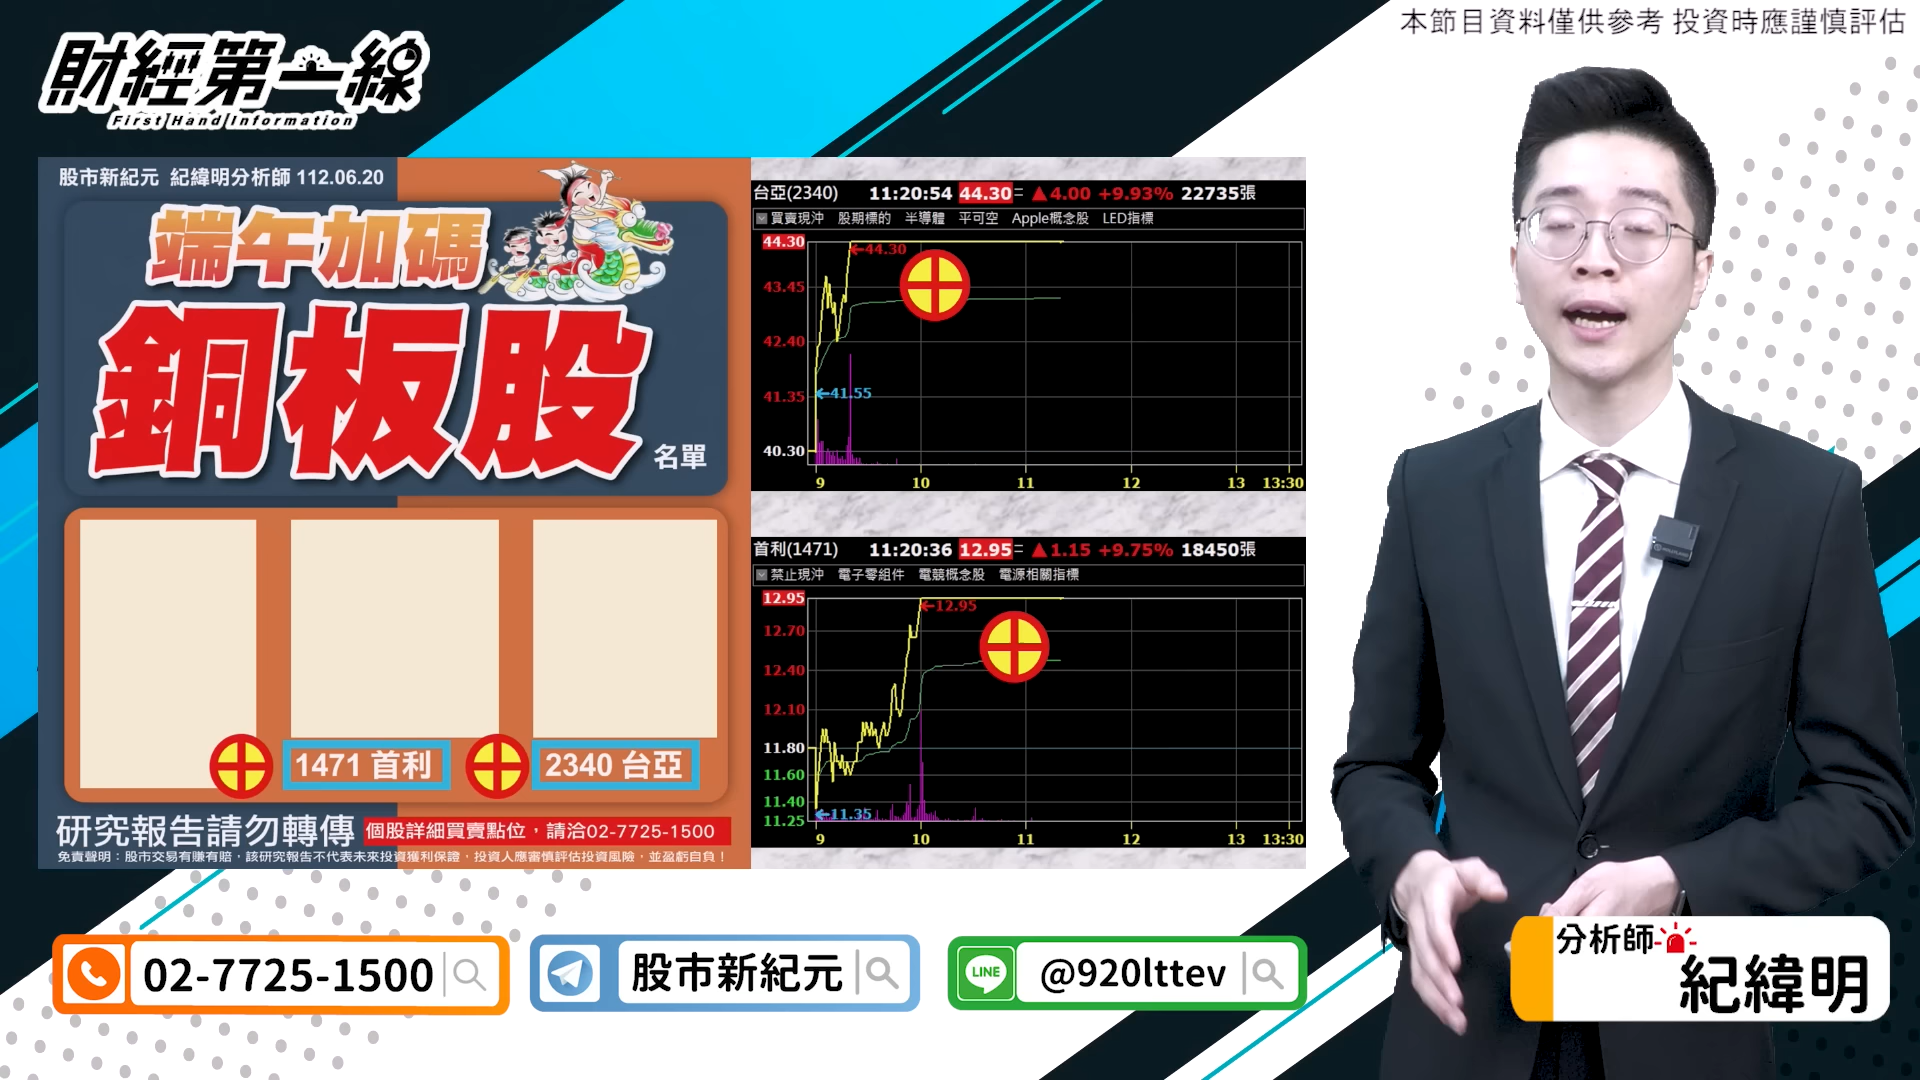 本節目資料僅供參考 投資時應謹慎評估
財經第一線
First Hand Information
股市新紀元 紀緯明分析師 112.06.20
端午加碼
銅板股
名單
1471 首利
2340 台亞
研究報告請勿轉傳
個股詳細買賣點位,請洽02-7725-1500
免責聲明:股市交易有賺有賠,該研究報告不代表未來投資獲利保證,投資人應審慎評估投資風險,並盈虧自負!
台亞(2340) 11:20:54 44.30= ▲4.00 +9.93% 22735張
買賣現沖 股期標的 半導體 平可空 Apple概念股 LED指標
44.30
←44.30
43.45
42.40
41.35
←41.55
40.30
9 10 11 12 13 13:30
首利(1471) 11:20:36 12.95= ▲1.15 +9.75% 18450張
禁止現沖 電子零組件 電競概念股 電源相關指標
12.95
←12.95
12.70
12.40
12.10
11.80
11.60
11.40
←11.35
11.25
9 10 11 12 13 13:30
02-7725-1500
股市新紀元
LINE
@920lttev
分析師
紀緯明